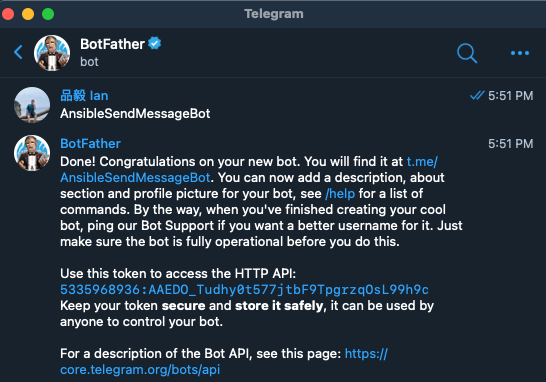 Telegram
BotFather
bot
品毅 Ian
5:51 PM
AnsibleSendMessageBot
BotFather
5:51 PM
Done! Congratulations on your new bot. You will find it at t.me/
AnsibleSendMessageBot. You can now add a description, about
section and profile picture for your bot, see /help for a list of
commands. By the way, when you've finished creating your cool
bot, ping our Bot Support if you want a better username for it. Just
make sure the bot is fully operational before you do this.
Use this token to access the HTTP API:
5335968936:AAEDO_Tudhy0t577jtbF9TpgrzqOsL99h9c
Keep your token secure and store it safely, it can be used by
anyone to control your bot.
For a description of the Bot API, see this page: https://
core.telegram.org/bots/api